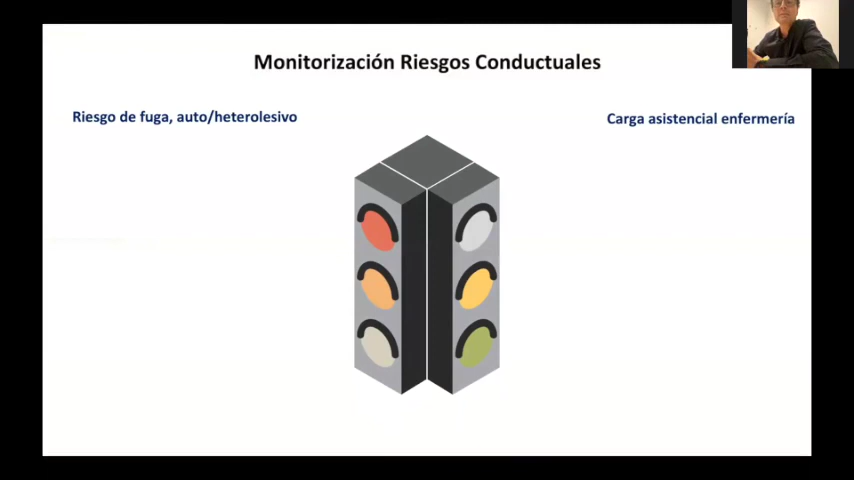 Monitorización Riesgos Conductuales
Riesgo de fuga, auto/heterolesivo
Carga asistencial enfermería